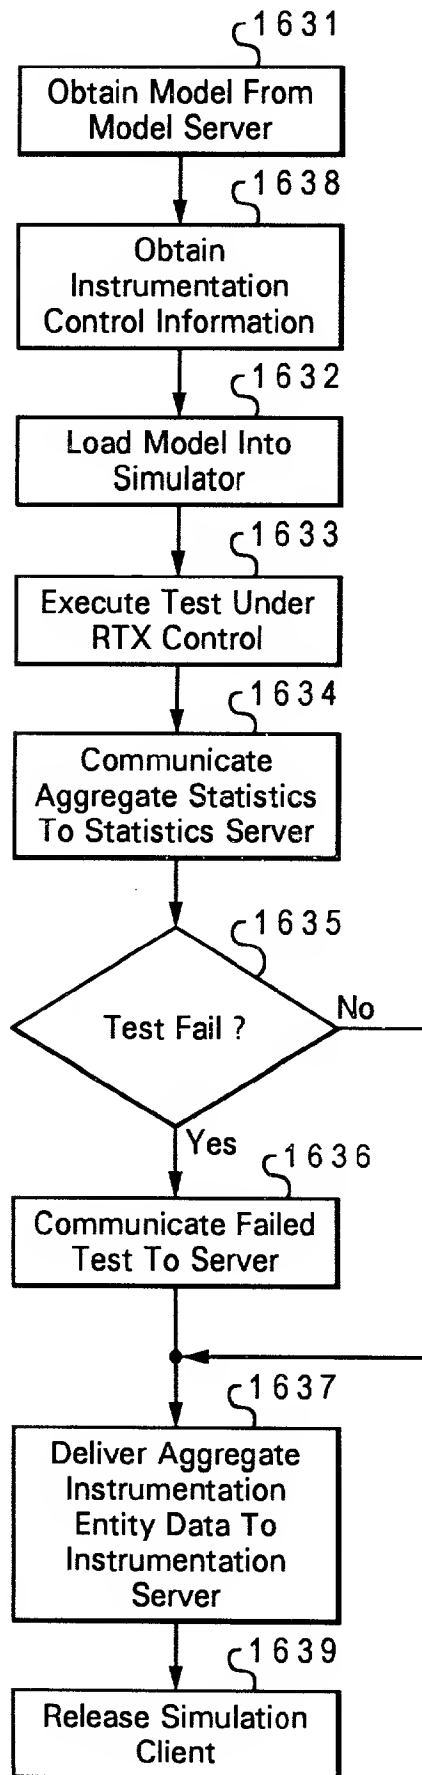 1631
Obtain Model From
Model Server
1638
Obtain
Instrumentation
Control Information
1632
Load Model Into
Simulator
1633
Execute Test Under
RTX Control
1634
Communicate
Aggregate Statistics
To Statistics Server
1635
Test Fail ?
No
Yes
1636
Communicate Failed
Test To Server
1637
Deliver Aggregate
Instrumentation
Entity Data To
Instrumentation
Server
1639
Release Simulation
Client